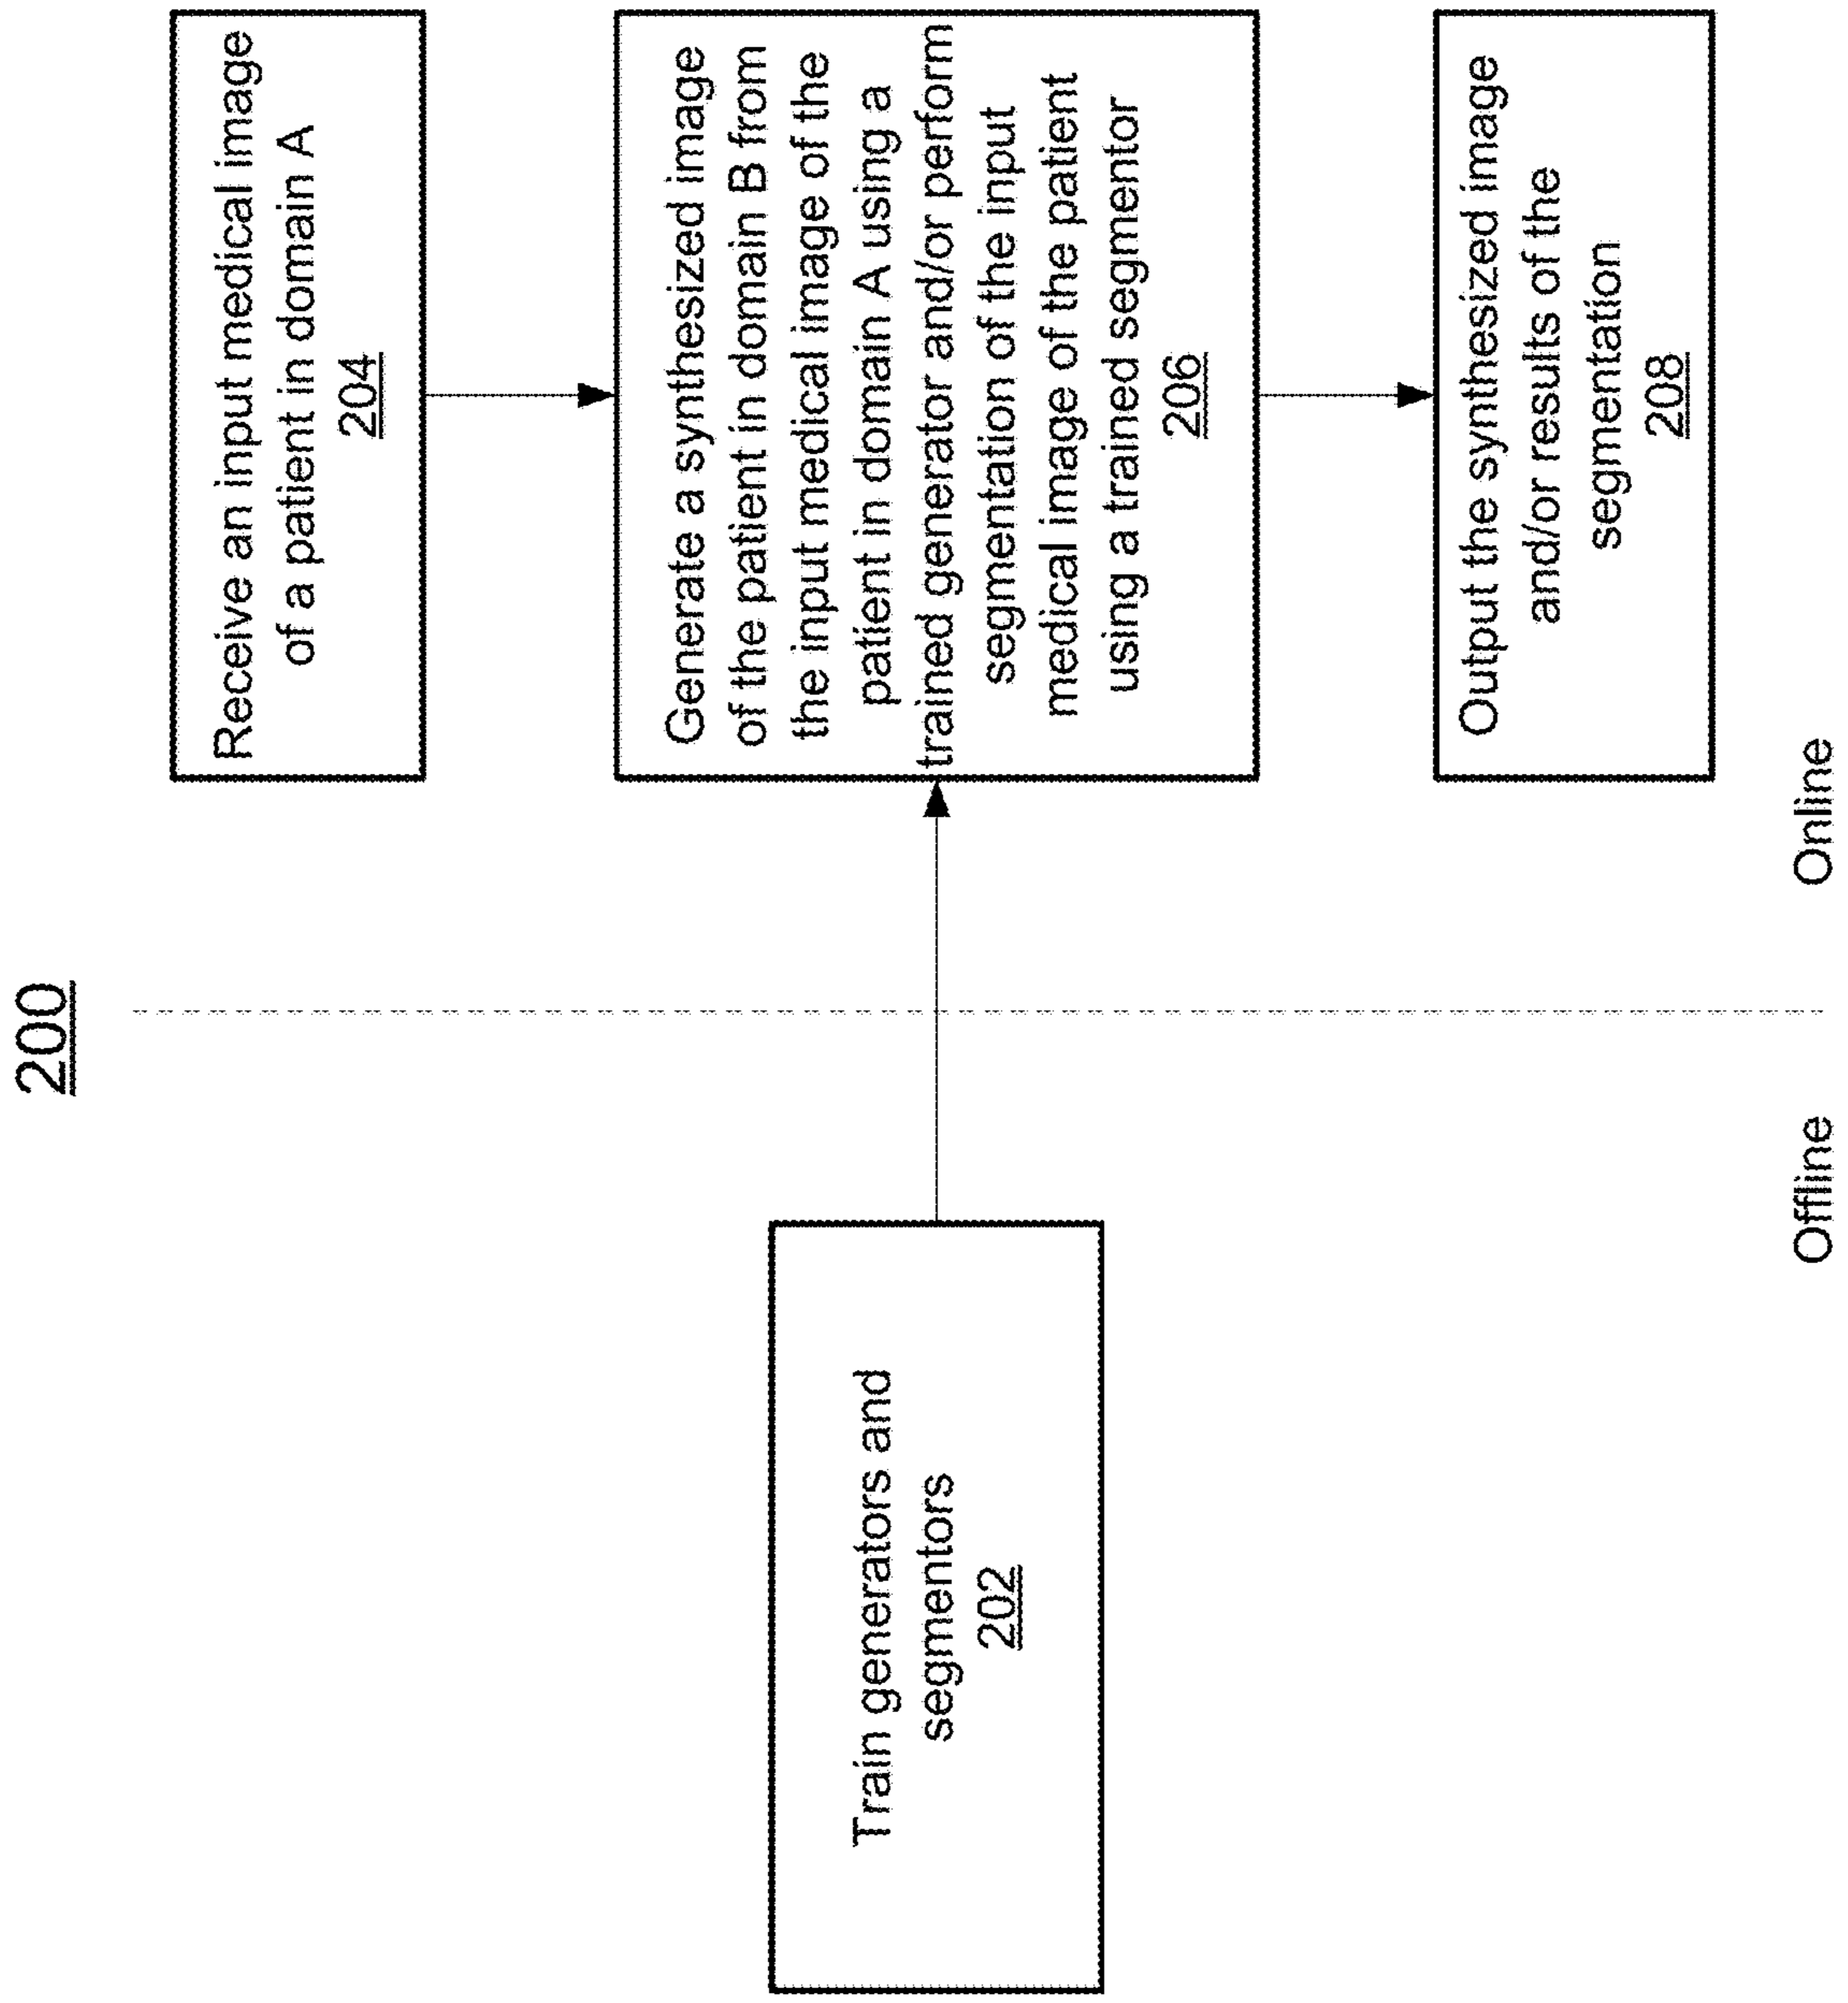 200
Train generators and
segmentors
202
Offline
Receive an input medical image
of a patient in domain A
204
Generate a synthesized image
of the patient in domain B from
the input medical image of the
patient in domain A using a
trained generator and/or perform
segmentation of the input
medical image of the patient
using a trained segmentor
206
Output the synthesized image
and/or results of the
segmentation
208
Online